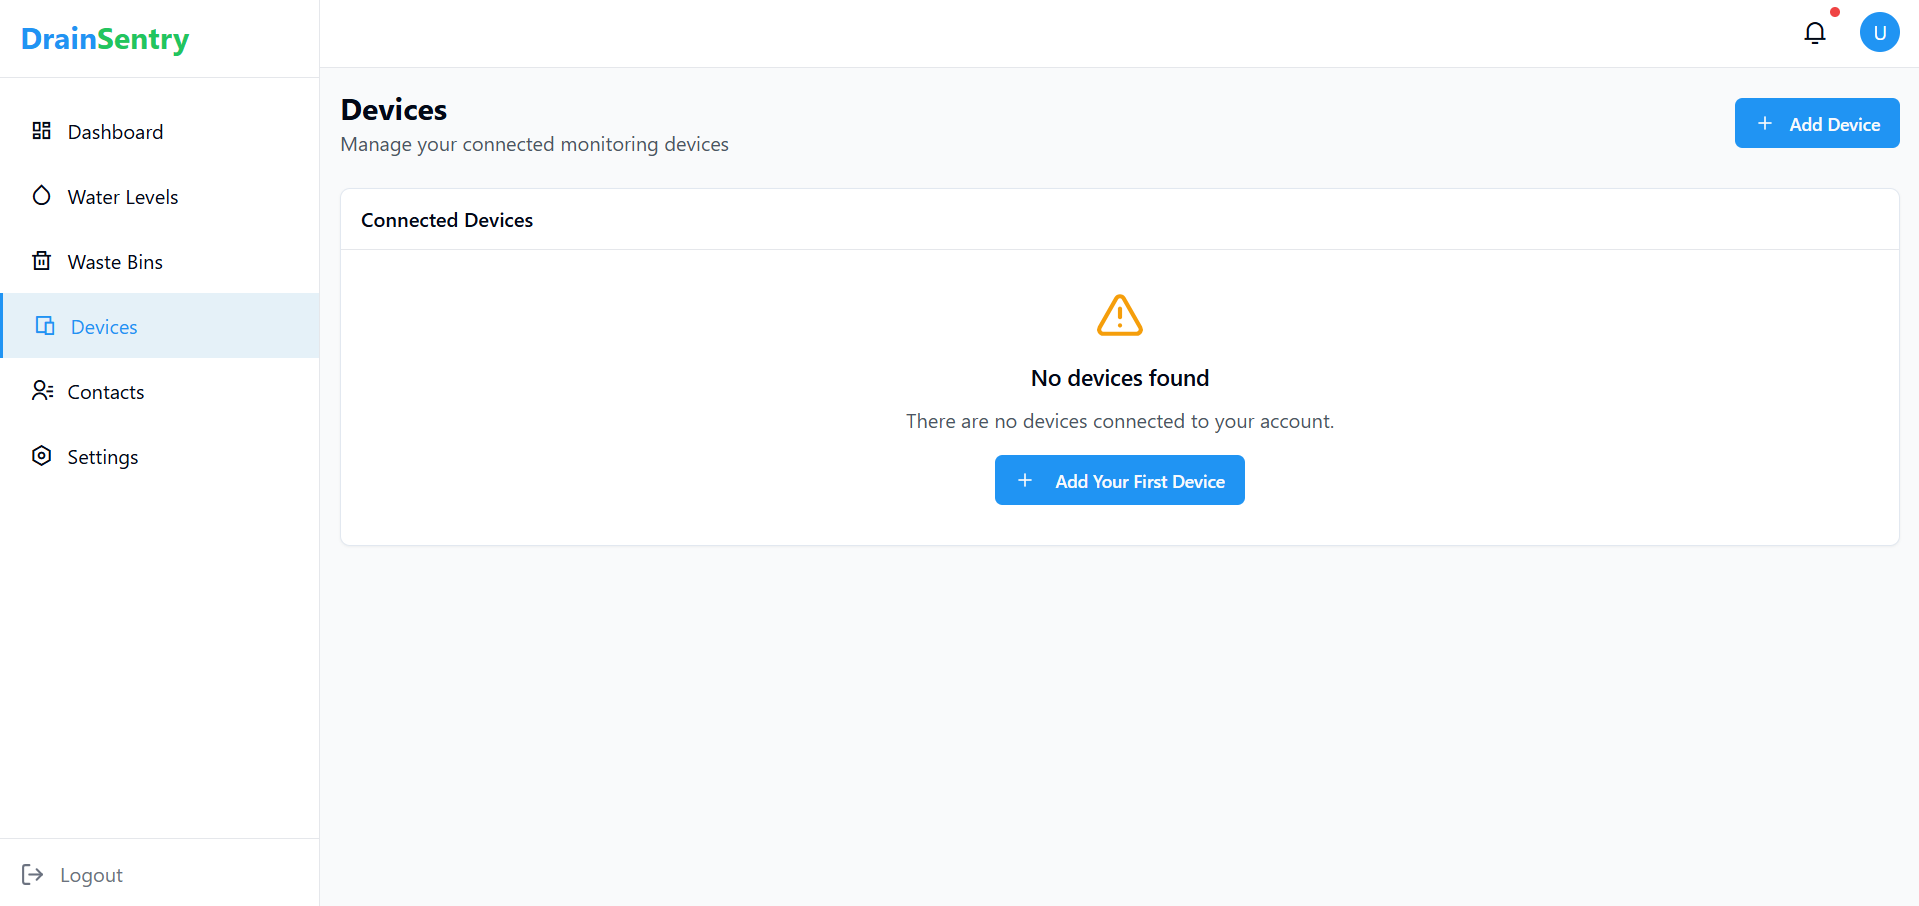 DrainSentry
U
Dashboard
Water Levels
Waste Bins
Devices
Contacts
Settings
Logout
Devices
Manage your connected monitoring devices
Add Device
Connected Devices
No devices found
There are no devices connected to your account.
Add Your First Device